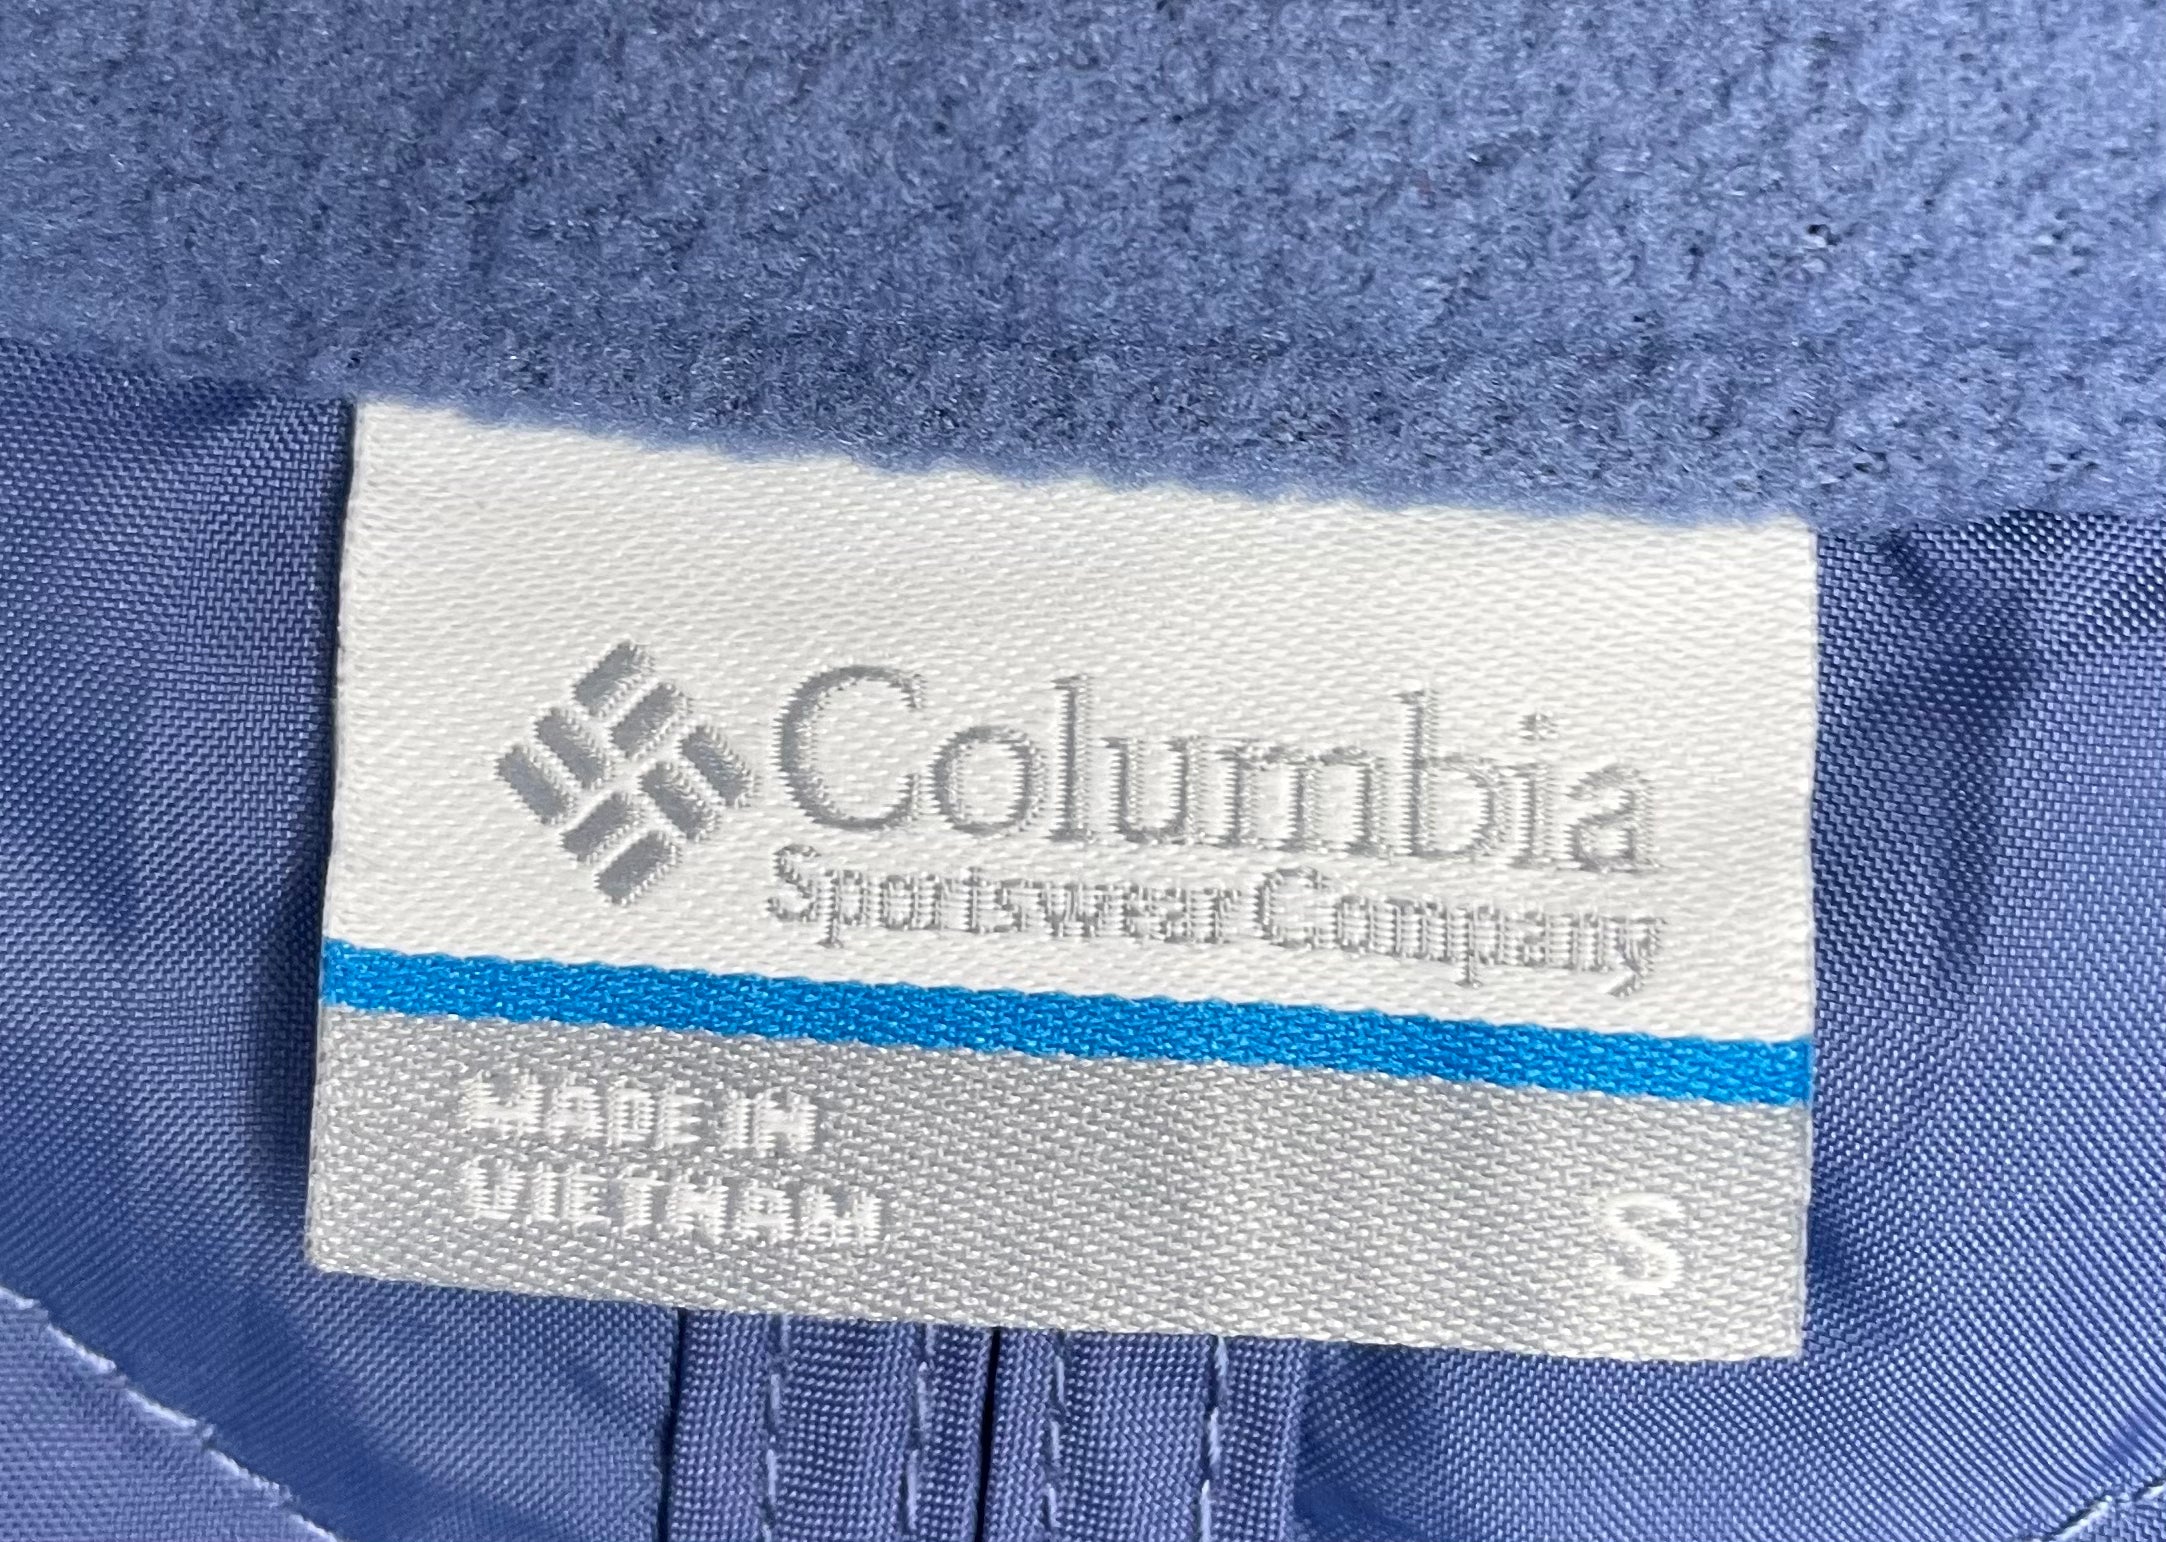 Columbia
Sportswear Company
MADE IN
VIETNAM
S